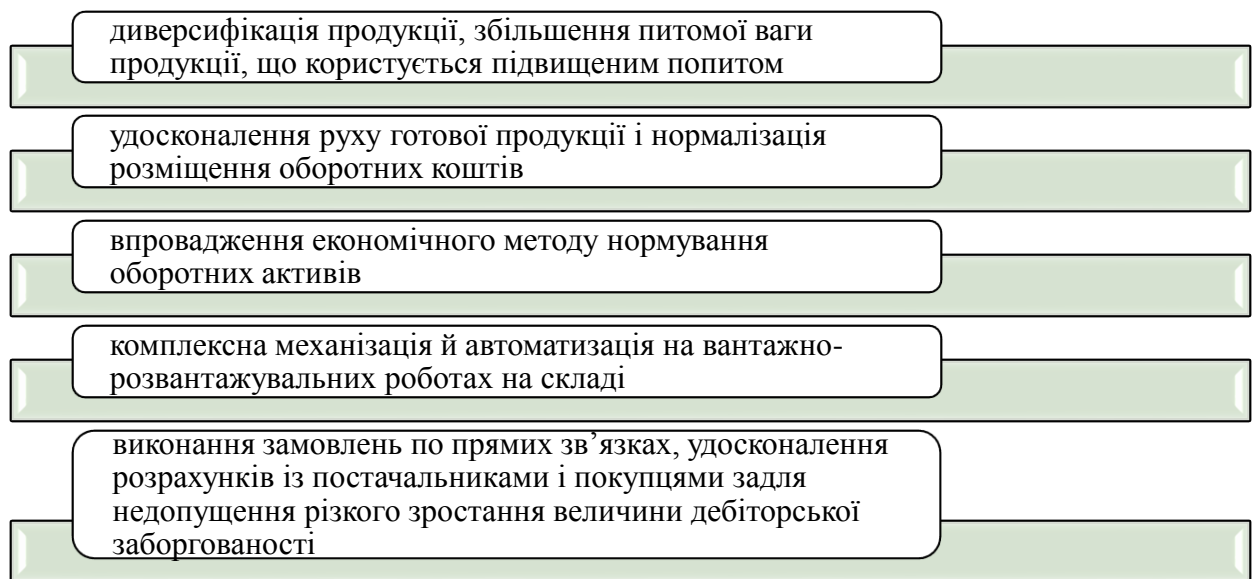 диверсифікація продукції, збільшення питомої ваги
продукції, що користується підвищеним попитом
удосконалення руху готової продукції і нормалізація
розміщення оборотних коштів
впровадження економічного методу нормування
оборотних активів
комплексна механізація й автоматизація на вантажно-
розвантажувальних роботах на складі
виконання замовлень по прямих зв’язках, удосконалення
розрахунків із постачальниками і покупцями задля
недопущення різкого зростання величини дебіторської
заборгованості